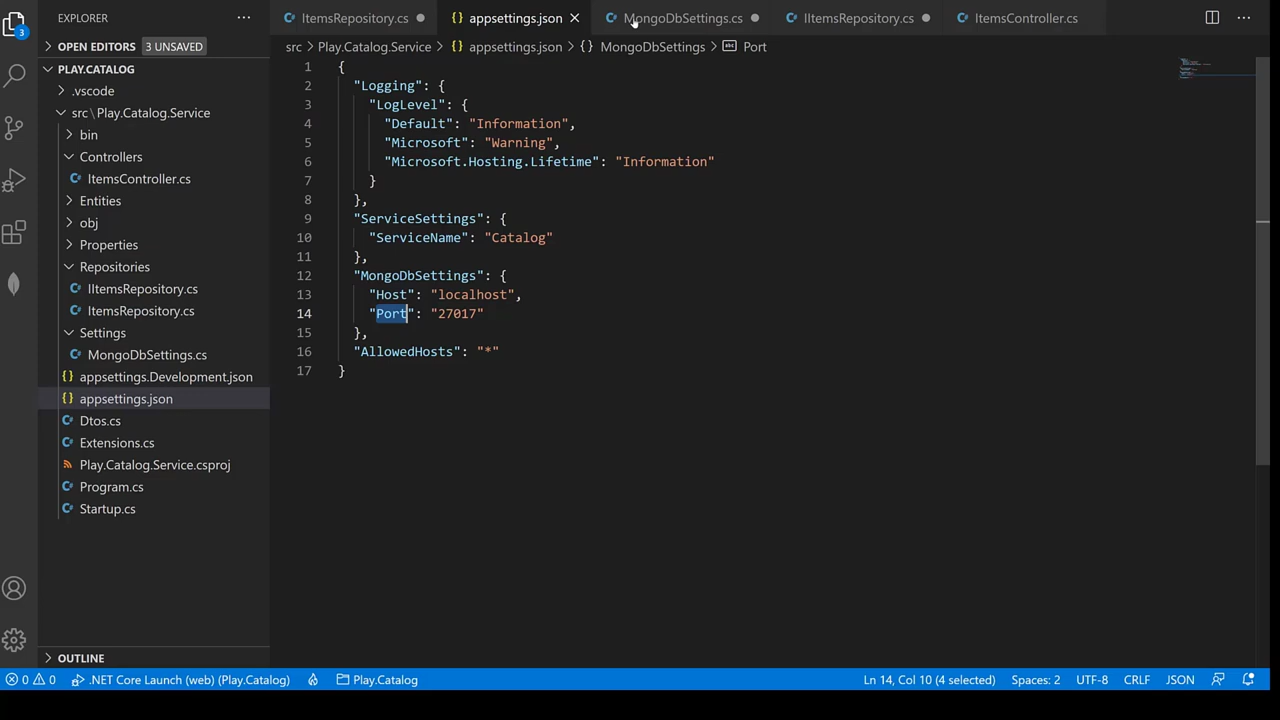 EXPLORER
ItemsRepository.cs
appsettings.json
MongoDbSettings.cs
IItemsRepository.cs
ItemsController.cs
3
OPEN EDITORS 3 UNSAVED
src > Play.Catalog.Service > {} appsettings.json > {} MongoDbSettings > abc Port
PLAY.CATALOG
.vscode
src \ Play.Catalog.Service
bin
Controllers
ItemsController.cs
Entities
obj
Properties
Repositories
IItemsRepository.cs
ItemsRepository.cs
Settings
MongoDbSettings.cs
{} appsettings.Development.json
{} appsettings.json
Dtos.cs
Extensions.cs
Play.Catalog.Service.csproj
Program.cs
Startup.cs
OUTLINE
1 {
2 "Logging": {
3 "LogLevel": {
4 "Default": "Information",
5 "Microsoft": "Warning",
6 "Microsoft.Hosting.Lifetime": "Information"
7 }
8 },
9 "ServiceSettings": {
10 "ServiceName": "Catalog"
11 },
12 "MongoDbSettings": {
13 "Host": "localhost",
14 "Port": "27017"
15 },
16 "AllowedHosts": "*"
17 }
0 0 .NET Core Launch (web) (Play.Catalog) Play.Catalog Ln 14, Col 10 (4 selected) Spaces: 2 UTF-8 CRLF JSON